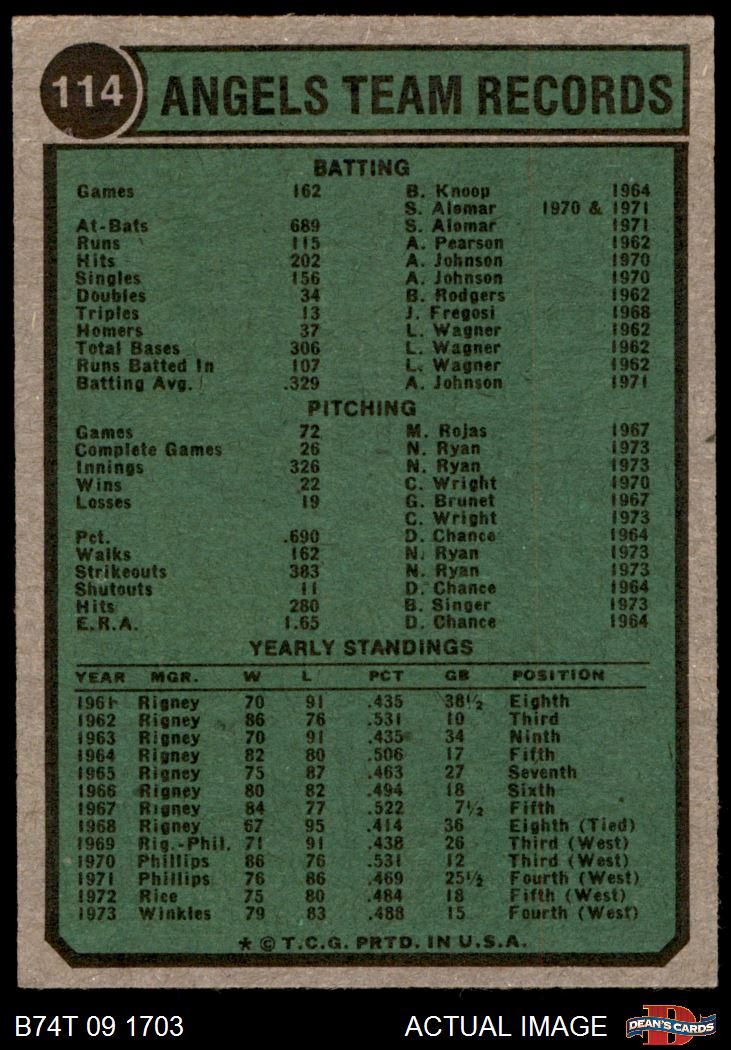 114 ANGELS TEAM RECORDS
BATTING
Games 162 B. Knoop 1964
S. Alomar 1970 & 1971
At-Bats 689 S. Alomar 1971
Runs 115 A. Pearson 1962
Hits 202 A. Johnson 1970
Singles 156 A. Johnson 1970
Doubles 34 B. Rodgers 1962
Triples 13 J. Fregosi 1968
Homers 37 L. Wagner 1962
Total Bases 306 L. Wagner 1962
Runs Batted In 107 L. Wagner 1962
Batting Avg. .329 A. Johnson 1971
PITCHING
Games 72 M. Rojas 1967
Complete Games 26 N. Ryan 1973
Innings 326 N. Ryan 1973
Wins 22 C. Wright 1970
Losses 19 G. Brunet 1967
C. Wright 1973
Pct. .690 D. Chance 1964
Walks 162 N. Ryan 1973
Strikeouts 383 N. Ryan 1973
Shutouts 11 D. Chance 1964
Hits 280 B. Singer 1973
E.R.A. 1.65 D. Chance 1964
YEARLY STANDINGS
YEAR MGR. W L PCT GB POSITION
1961 Rigney 70 91 .435 38½ Eighth
1962 Rigney 86 76 .531 10 Third
1963 Rigney 70 91 .435 34 Ninth
1964 Rigney 82 80 .506 17 Fifth
1965 Rigney 75 87 .463 27 Seventh
1966 Rigney 80 82 .494 18 Sixth
1967 Rigney 84 77 .522 7½ Fifth
1968 Rigney 67 95 .414 36 Eighth (Tied)
1969 Rig.-Phil. 71 91 .438 26 Third (West)
1970 Phillips 86 76 .531 12 Third (West)
1971 Phillips 76 86 .469 25½ Fourth (West)
1972 Rice 75 80 .484 18 Fifth (West)
1973 Winkles 79 83 .488 15 Fourth (West)
* © T.C.G. PRTD. IN U.S.A.
B74T 09 1703 ACTUAL IMAGE DEAN'S CARDS